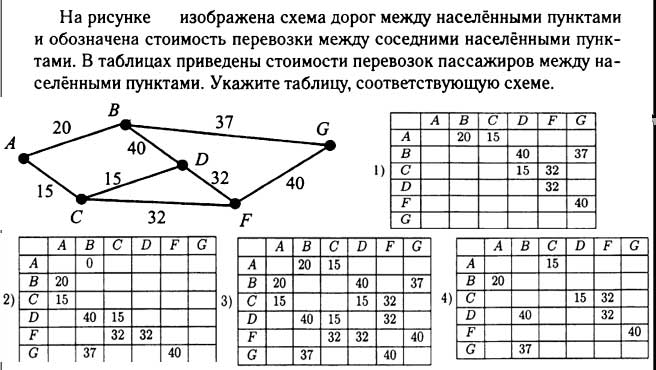 На рисунке изображена схема дорог между населёнными пунктами
и обозначена стоимость перевозки между соседними населёнными пунк-
тами. В таблицах приведены стоимости перевозок пассажиров между на-
селёнными пунктами. Укажите таблицу, соответствующую схеме.
A B C D F G
20 37 40 15 15 32 32 40
1)
A B C D F G
A 20 15
B 40 37
C 15 32
D 32
F 40
G
2)
A B C D F G
A 0
B 20
C 15
D 40 15
F 32 32
G 37 40
3)
A B C D F G
A 20 15
B 20 40 37
C 15 15 32
D 40 15 32
F 32 32 40
G 37 40
4)
A B C D F G
A 15
B 20
C 15 32
D 40 32
F 40
G 37